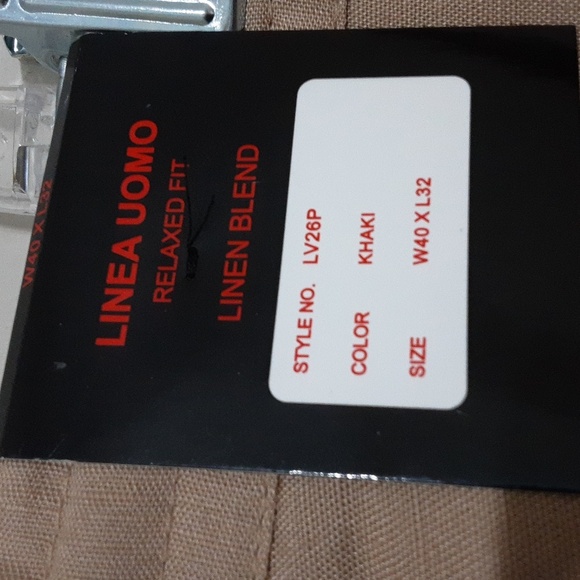 W40 X L32
LINEA UOMO
RELAXED FIT
LINEN BLEND
STYLE NO. LV26P
COLOR KHAKI
SIZE W40 X L32